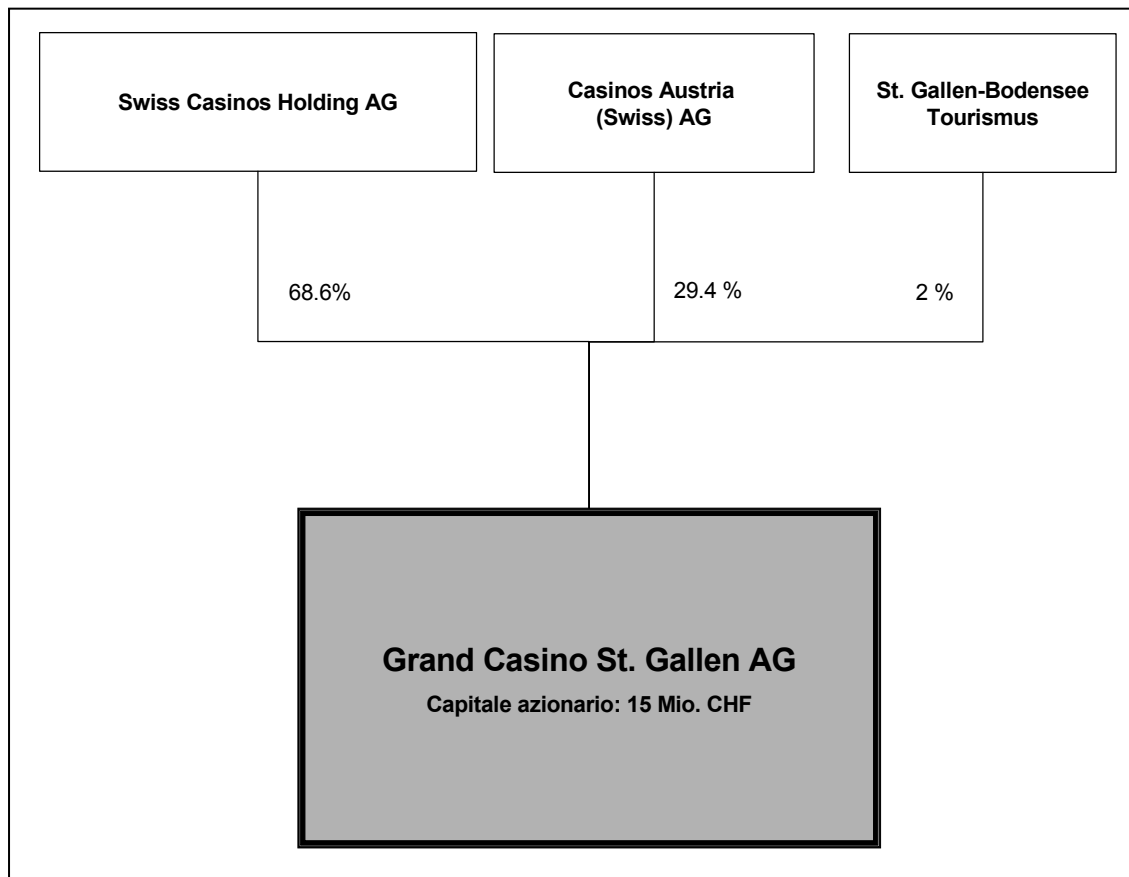 Swiss Casinos Holding AG
Casinos Austria
(Swiss) AG
St. Gallen-Bodensee
Tourismus
68.6%
29.4 %
2 %
Grand Casino St. Gallen AG
Capitale azionario: 15 Mio. CHF